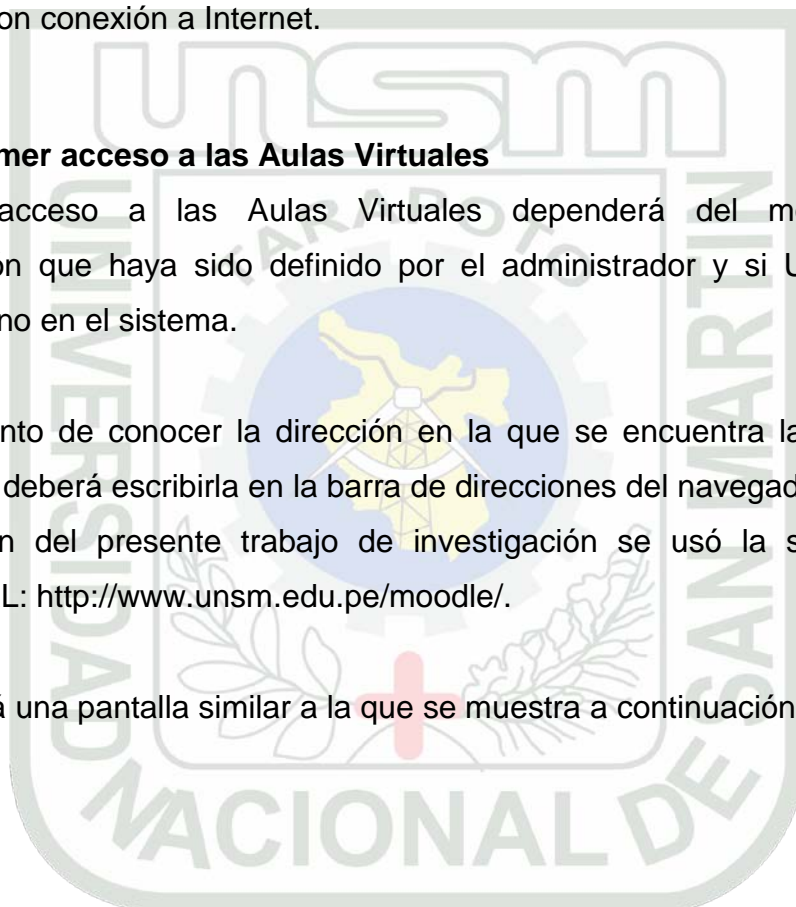 on conexión a Internet.
mer acceso a las Aulas Virtuales
acceso a las Aulas Virtuales dependerá del m
on que haya sido definido por el administrador y si U
no en el sistema.
nto de conocer la dirección en la que se encuentra la
deberá escribirla en la barra de direcciones del navegad
n del presente trabajo de investigación se usó la s
L: http://www.unsm.edu.pe/moodle/.
á una pantalla similar a la que se muestra a continuación
unsm
TARAPOTO
UNIVERSIDAD
NACIONAL DE
SAN MARTIN